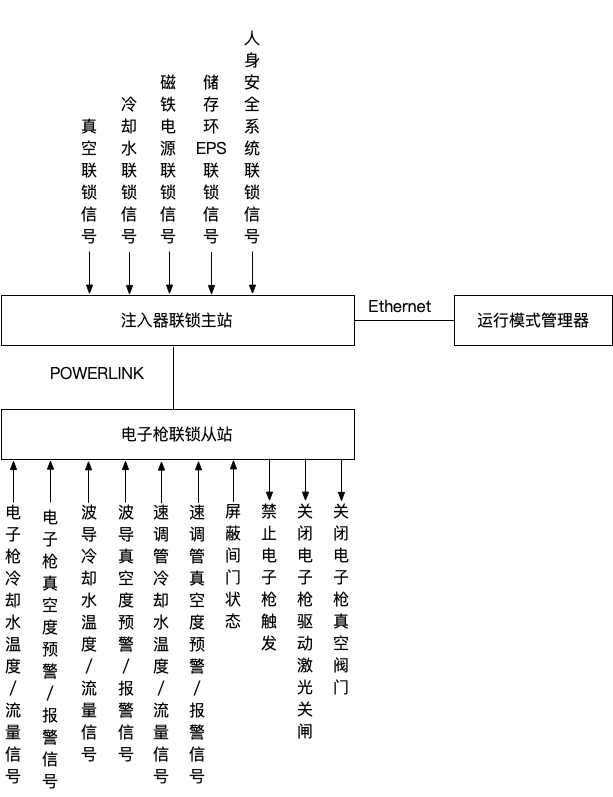 真空联锁信号
冷却水联锁信号
磁铁电源联锁信号
储存环EPS联锁信号
人身安全系统联锁信号
注入器联锁主站
Ethernet
运行模式管理器
POWERLINK
电子枪联锁从站
电子枪冷却水温度/流量信号
电子枪真空度预警/报警信号
波导冷却水温度/流量信号
波导真空度预警/报警信号
速调管冷却水温度/流量信号
速调管真空度预警/报警信号
屏蔽间门状态
禁止电子枪触发
关闭电子枪驱动激光关闸
关闭电子枪真空阀门